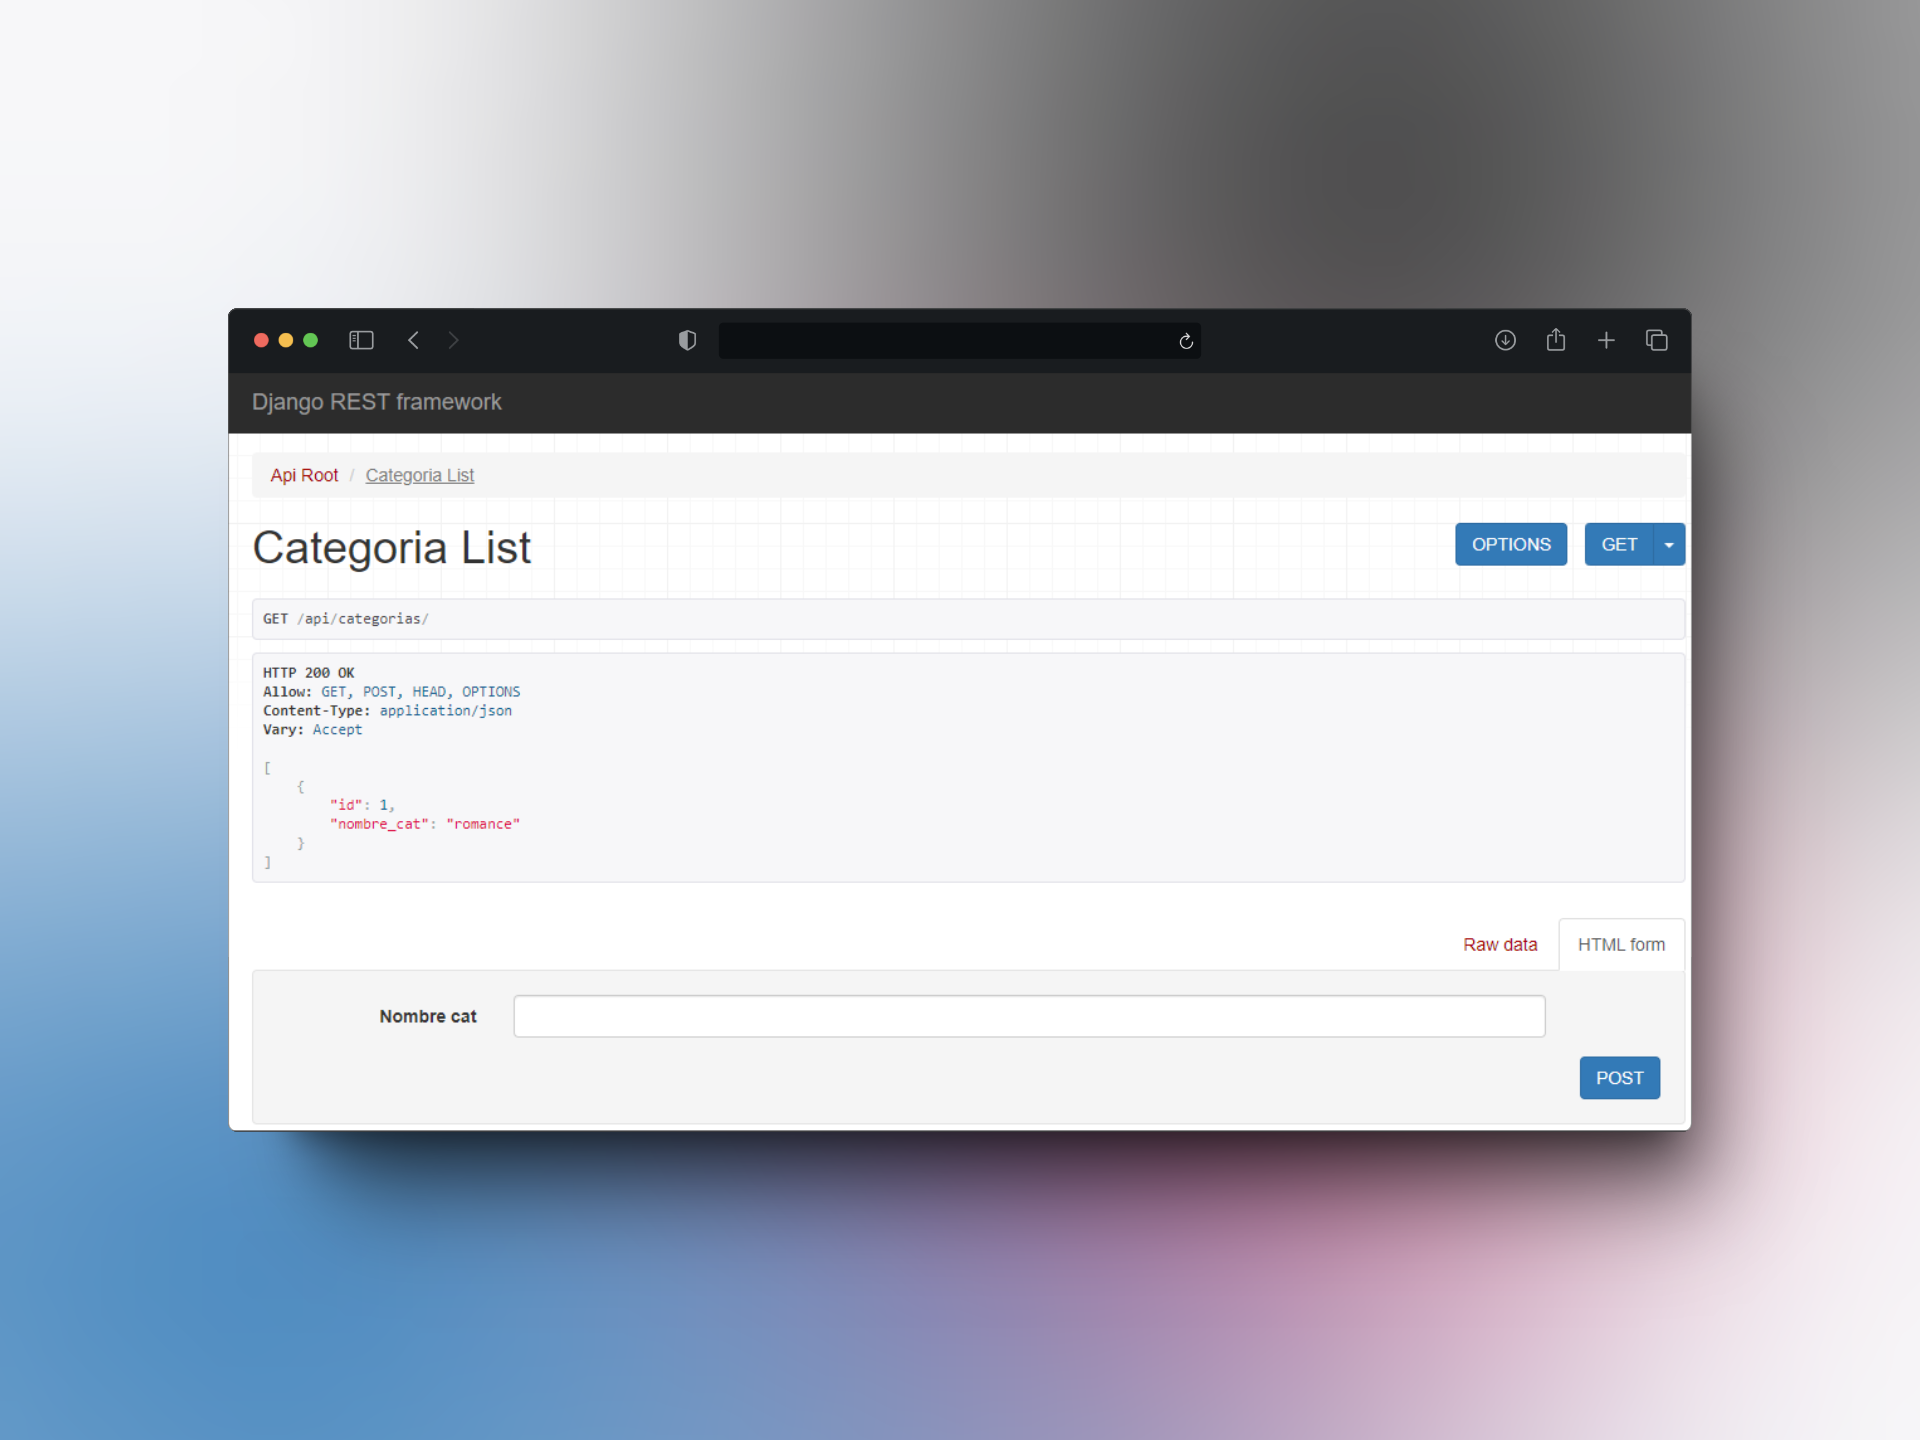 Django REST framework
Api Root / Categoria List
Categoria List
OPTIONS
GET
GET /api/categorias/
HTTP 200 OK
Allow: GET, POST, HEAD, OPTIONS
Content-Type: application/json
Vary: Accept
[
    {
        "id": 1,
        "nombre_cat": "romance"
    }
]
Raw data
HTML form
Nombre cat
POST